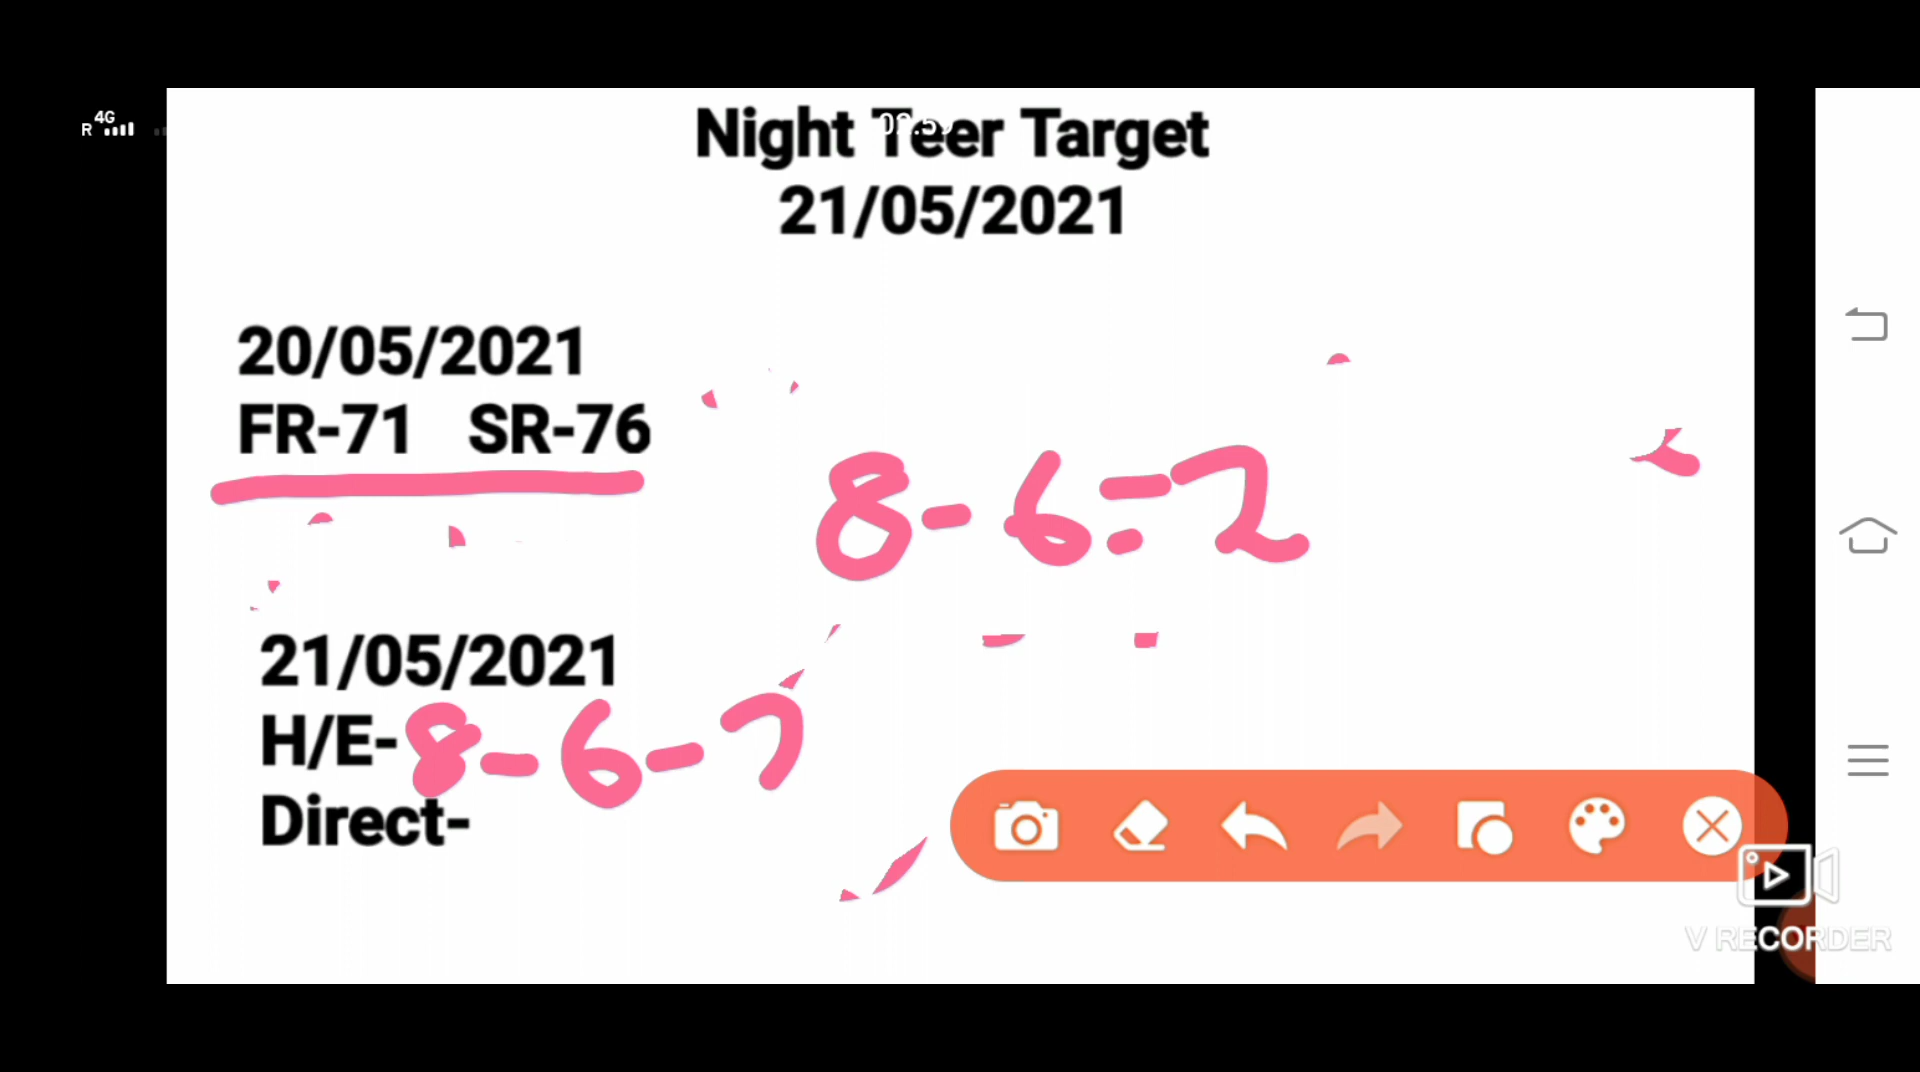 R 4G
Night Teer Target
21/05/2021
20/05/2021
FR-71 SR-76
8-6=2
21/05/2021
H/E-8-6-
Direct-
V RECORDER